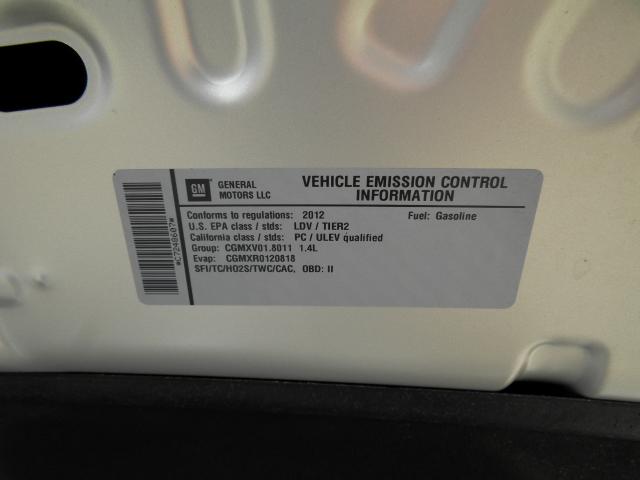 GM
GENERAL
MOTORS LLC
VEHICLE EMISSION CONTROL
INFORMATION
Conforms to regulations: 2012 Fuel: Gasoline
U.S. EPA class / stds: LDV / TIER2
California class / stds: PC / ULEV qualified
Group: CGMXV01.8011 1.4L
Evap: CGMXR0120818
SFI/TC/HO2S/TWC/CAC, OBD: II
*C7248607*